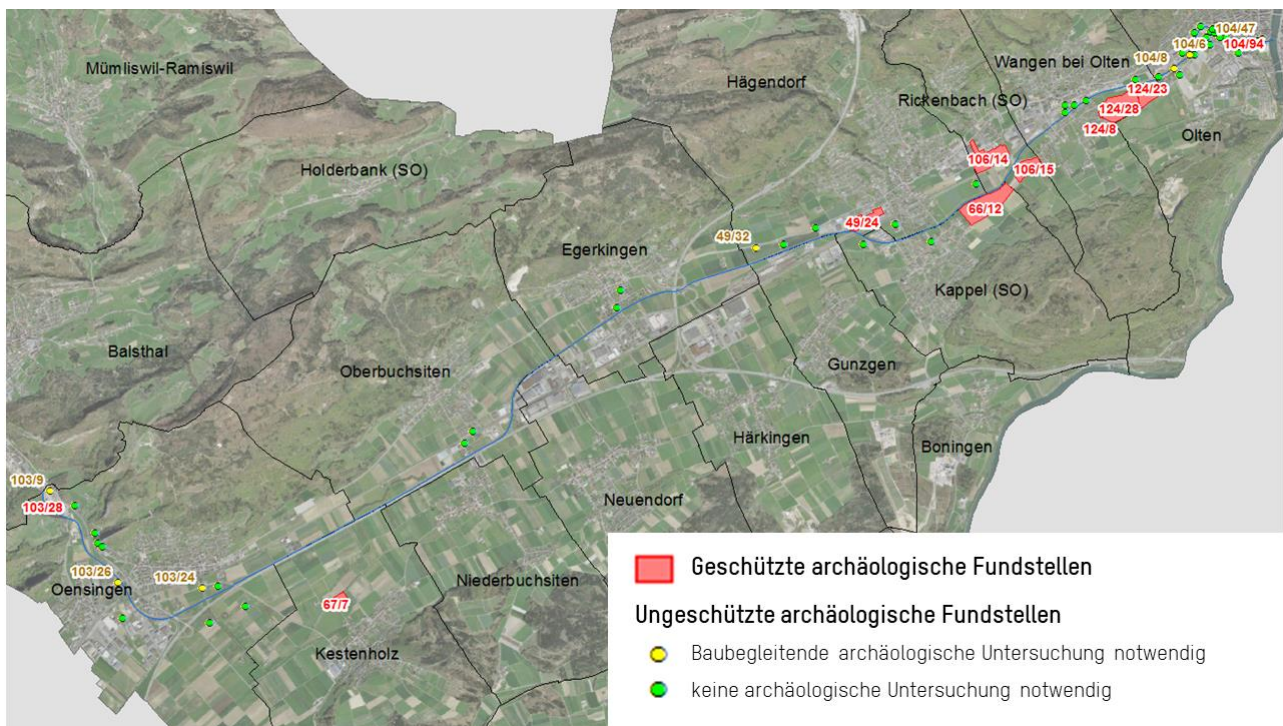 104/47
104/6
104/94
Mümliswil-Ramiswil
Wangen bei Olten
104/8
Hägendorf
124/23
Rickenbach (SO)
124/28
124/8
Olten
Holderbank (SO)
106/14
106/15
66/12
49/24
49/32
Egerkingen
Kappel (SO)
Balsthal
Oberbuchsiten
Gunzgen
Härkingen
Boningen
103/9
Neuendorf
103/28
103/26
103/24
Oensingen
Niederbuchsiten
67/7
Kestenholz
Geschützte archäologische Fundstellen
Ungeschützte archäologische Fundstellen
Baubegleitende archäologische Untersuchung notwendig
keine archäologische Untersuchung notwendig